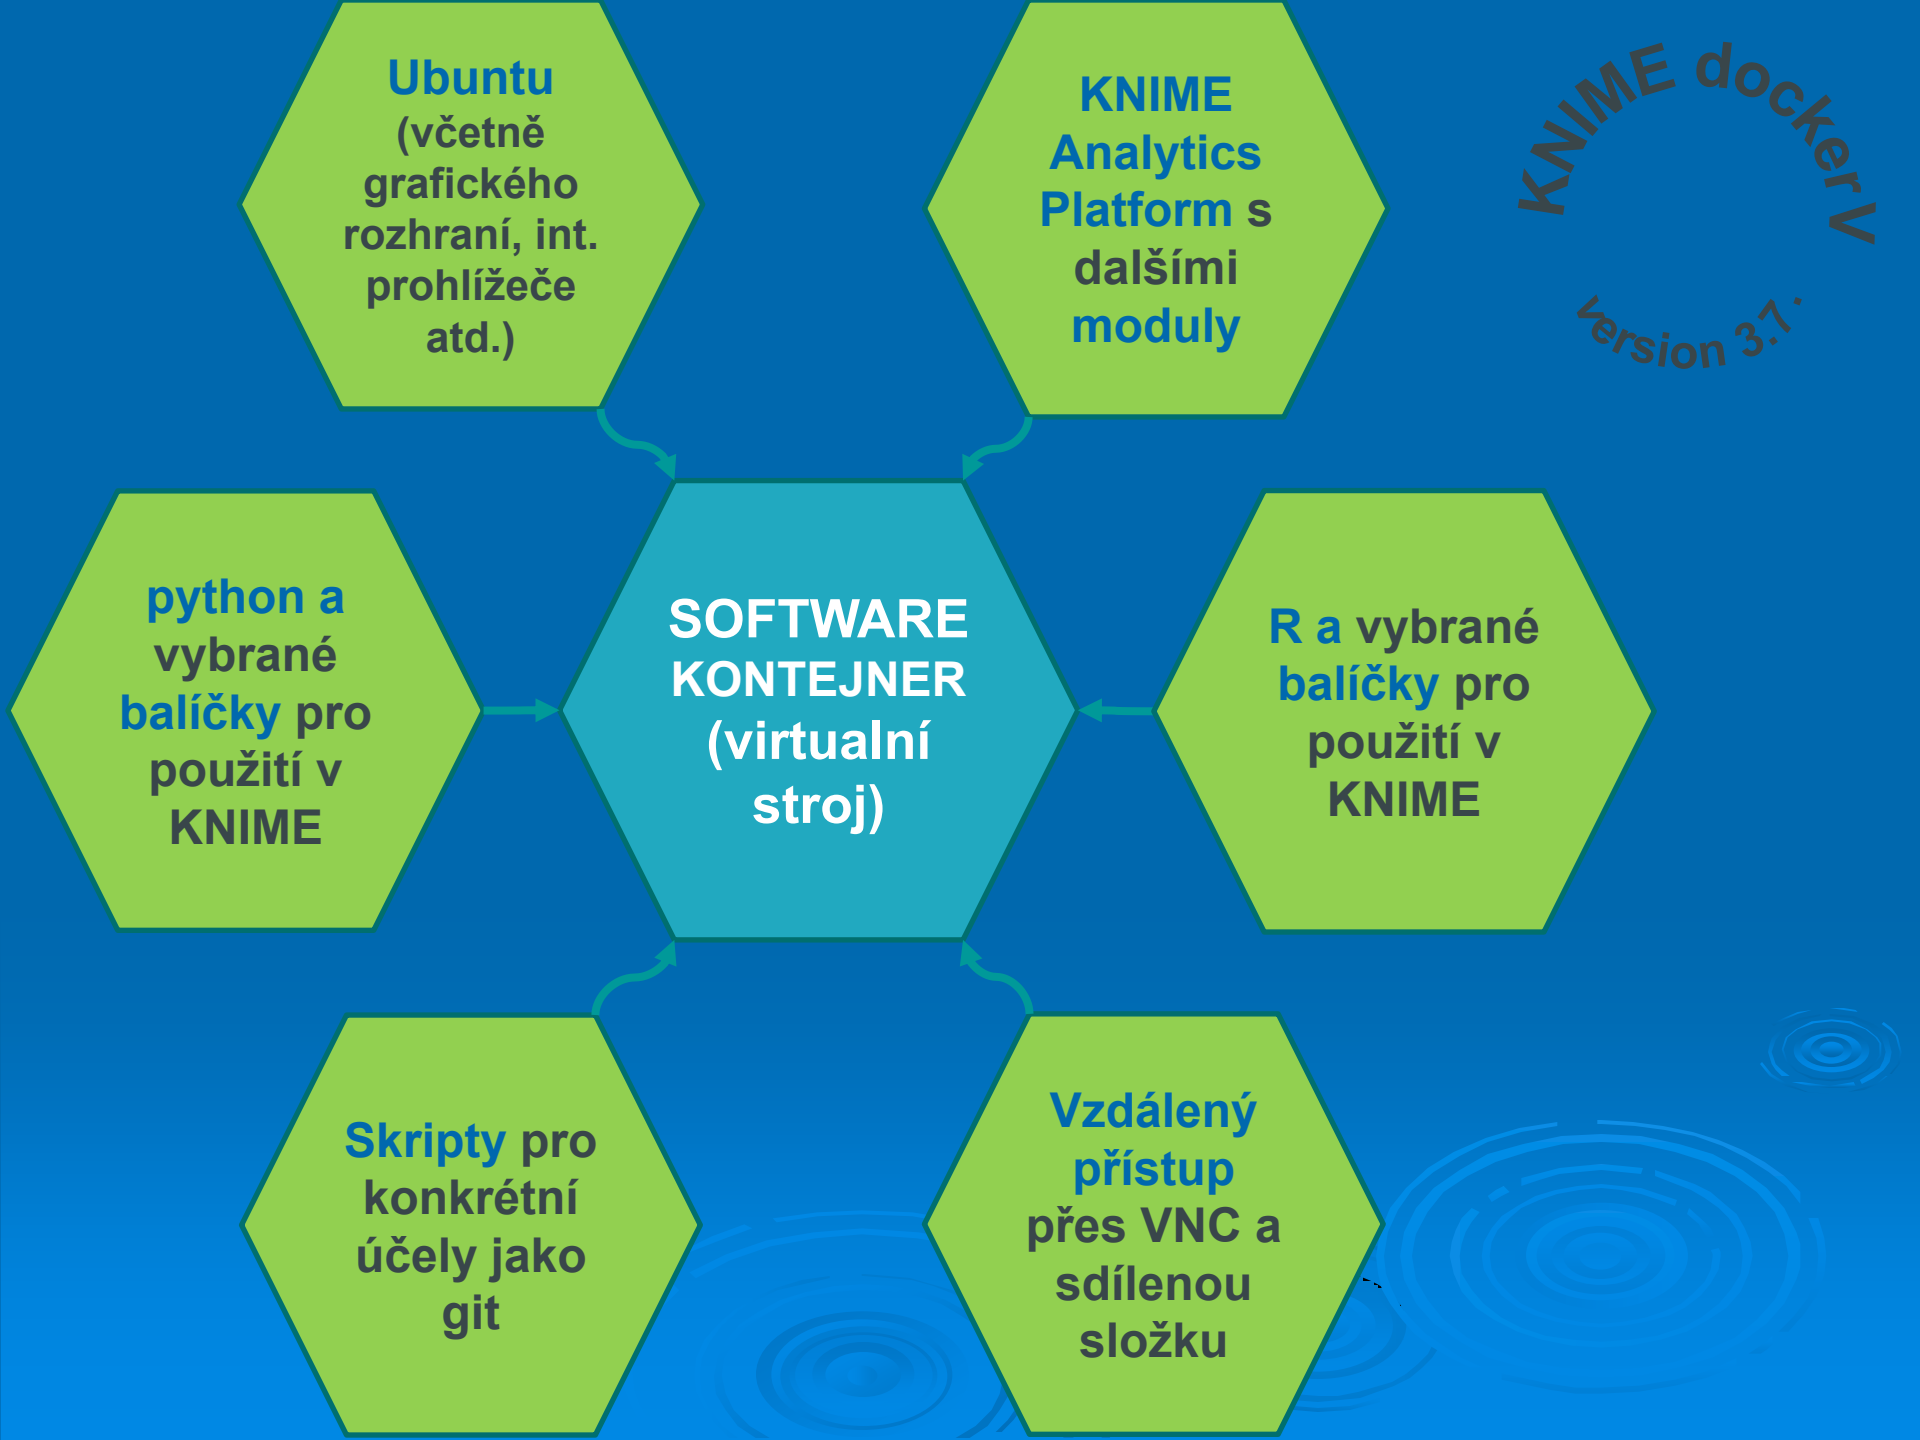 Ubuntu
(včetně
grafického
rozhraní, int.
prohlížeče
atd.)
KNIME
Analytics
Platform s
dalšími
moduly
KNIME docker V
version 3.7.
python a
vybrané
balíčky pro
použití v
KNIME
SOFTWARE
KONTEJNER
(virtualní
stroj)
R a vybrané
balíčky pro
použití v
KNIME
Skripty pro
konkrétní
účely jako
git
Vzdálený
přístup
přes VNC a
sdílenou
složku